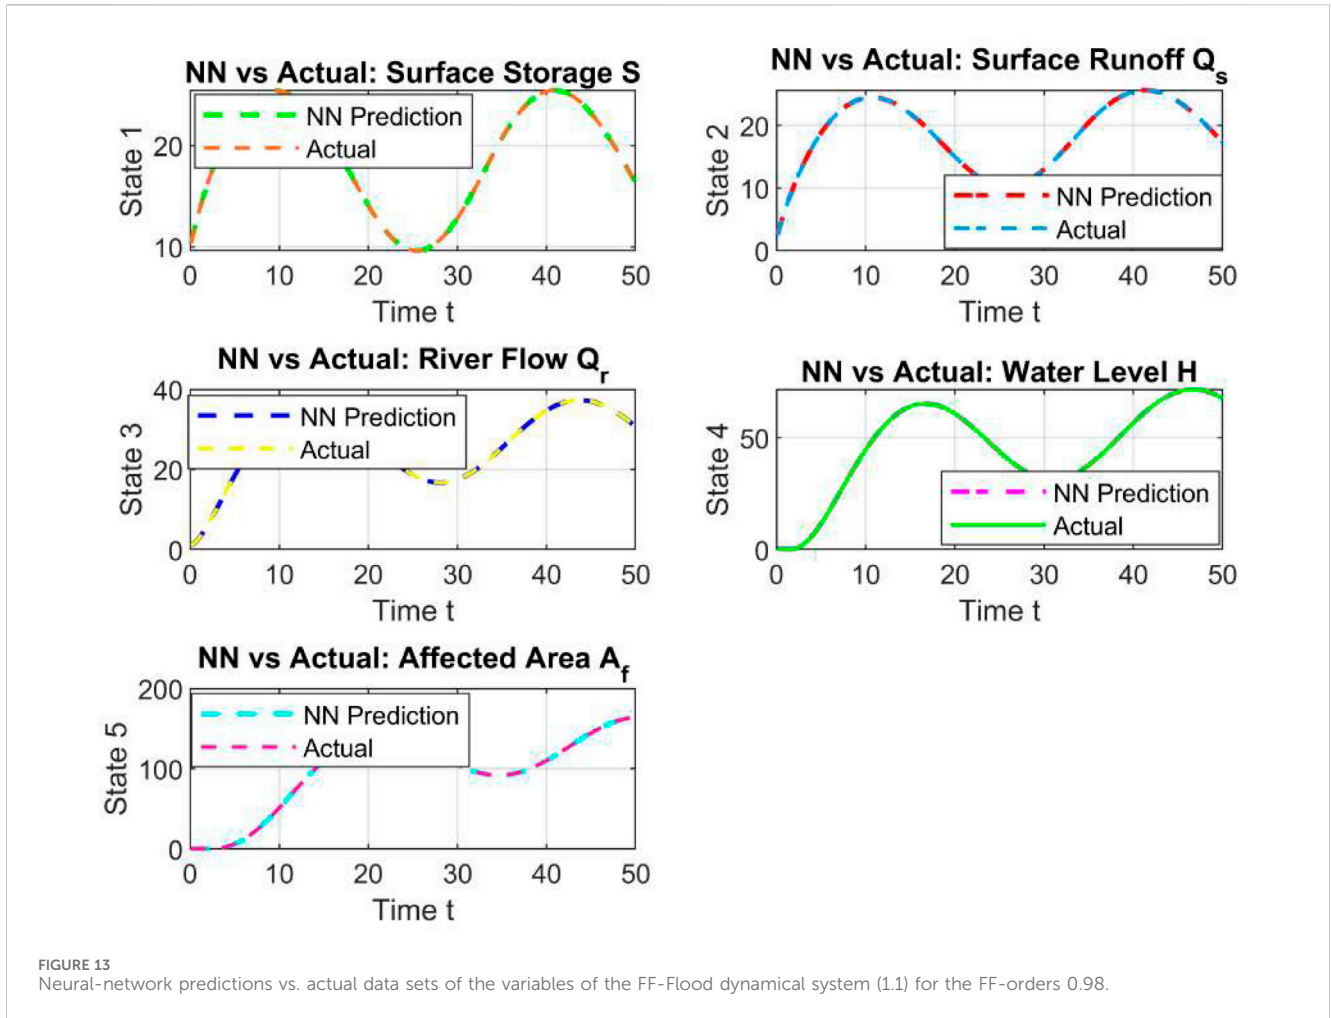 NN vs Actual: Surface Storage S
NN Prediction
Actual
State 1
20
10
0 10 20 30 40 50
Time t
NN vs Actual: Surface Runoff Qs
NN Prediction
Actual
State 2
20
10
0
0 10 20 30 40 50
Time t
NN vs Actual: River Flow Qr
NN Prediction
Actual
State 3
40
20
0
0 10 20 30 40 50
Time t
NN vs Actual: Water Level H
NN Prediction
Actual
State 4
50
0
0 10 20 30 40 50
Time t
NN vs Actual: Affected Area Af
NN Prediction
Actual
State 5
200
100
0
0 10 20 30 40 50
Time t
FIGURE 13
Neural-network predictions vs. actual data sets of the variables of the FF-Flood dynamical system (1.1) for the FF-orders 0.98.